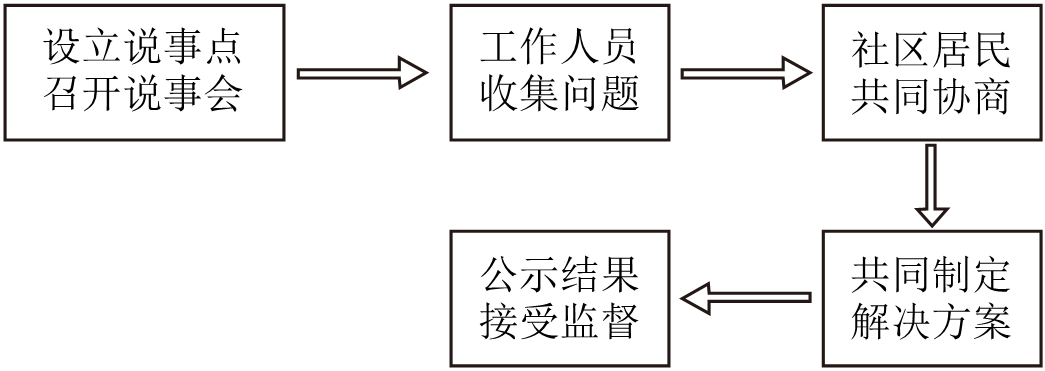 设立说事点
召开说事会
工作人员
收集问题
社区居民
共同协商
共同制定
解决方案
公示结果
接受监督